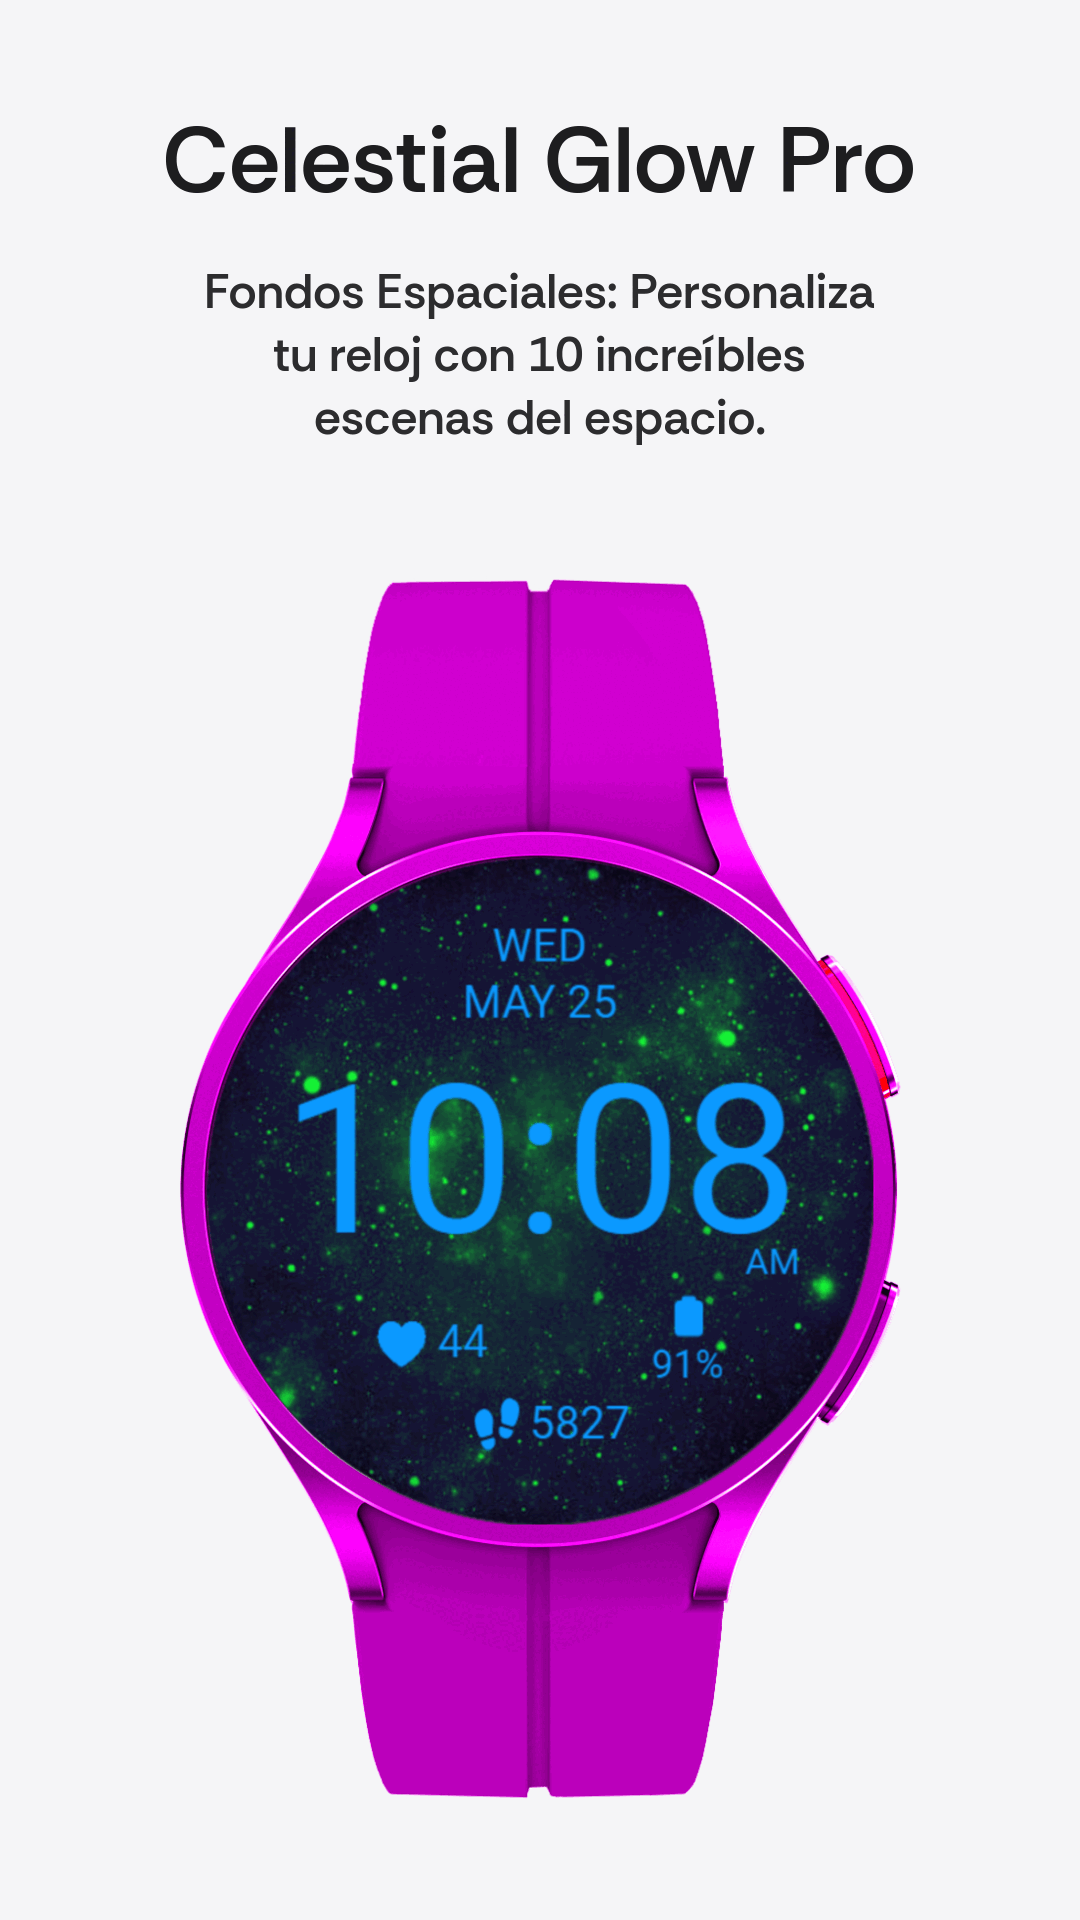 Celestial Glow Pro
Fondos Espaciales: Personaliza
tu reloj con 10 increíbles
escenas del espacio.
WED
MAY 25
10:08
AM
44
91%
5827